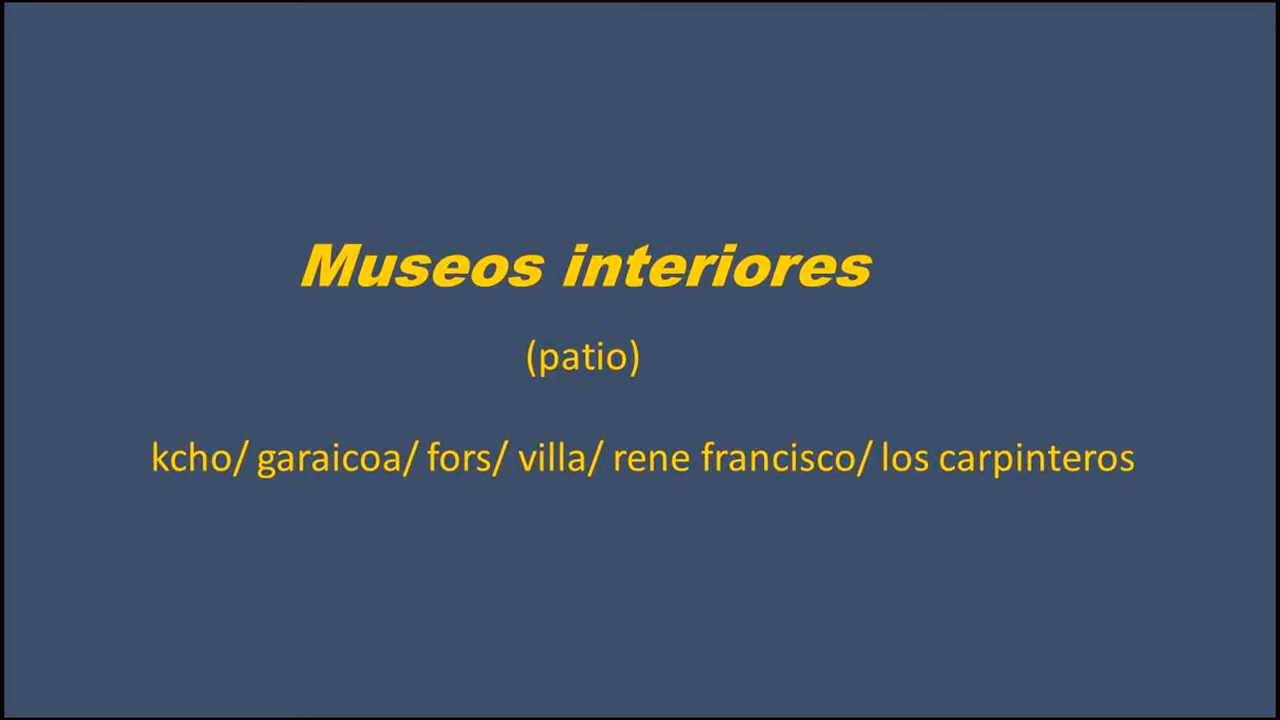 Museos interiores
(patio)
kcho/ garaicoa/ fors/ villa/ rene francisco/ los carpinteros